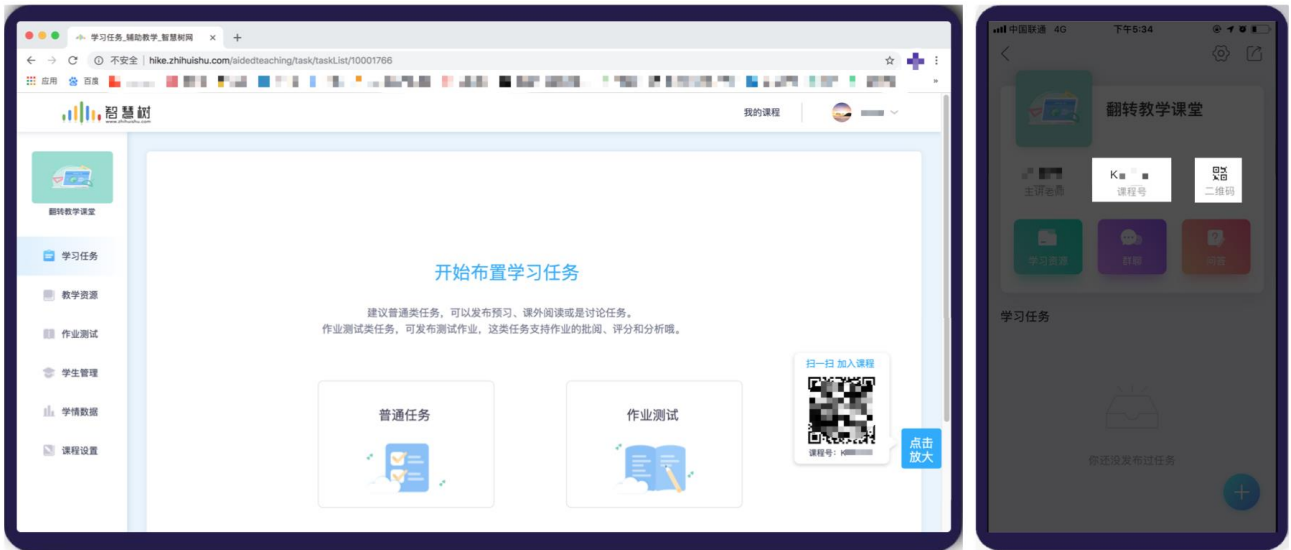 学习任务_辅助教学_智慧树网
不安全 | hike.zhihuishu.com/aidedteaching/task/taskList/10001766
应用 百度
智慧树
www.zhihuishu.com
我的课程
翻转教学课堂
学习任务
教学资源
作业测试
学生管理
学情数据
课程设置
开始布置学习任务
建议普通类任务，可以发布预习、课外阅读或是讨论任务。
作业测试类任务，可发布测试作业，这类任务支持作业的批阅、评分和分析哦。
普通任务
作业测试
扫一扫 加入课程
课程号：K
点击
放大
中国联通 4G 下午5:34
翻转教学课堂
K
主讲老师 课程号 二维码
学习资源 群聊 问答
学习任务
你还没发布过任务